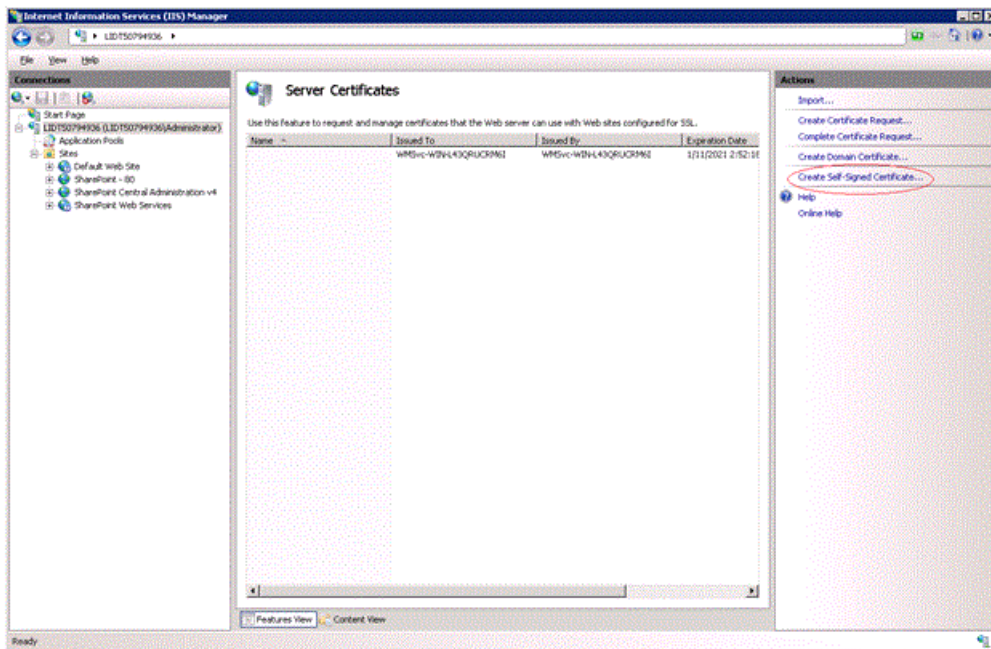 Internet Information Services (IIS) Manager
LIDT50794936
File View Help
Connections
Start Page
LIDT50794936 (LIDT50794936\Administrator)
Application Pools
Sites
Default Web Site
SharePoint - 80
SharePoint Central Administration v4
SharePoint Web Services
Server Certificates
Use this feature to request and manage certificates that the Web server can use with Web sites configured for SSL.
Name Issued To Issued By Expiration Date
WMSvc-WIN-L43QRUCRM6I WMSvc-WIN-L43QRUCRM6I 1/11/2021 2:52:18
Features View Content View
Actions
Import...
Create Certificate Request...
Complete Certificate Request...
Create Domain Certificate...
Create Self-Signed Certificate...
Help
Online Help
Ready